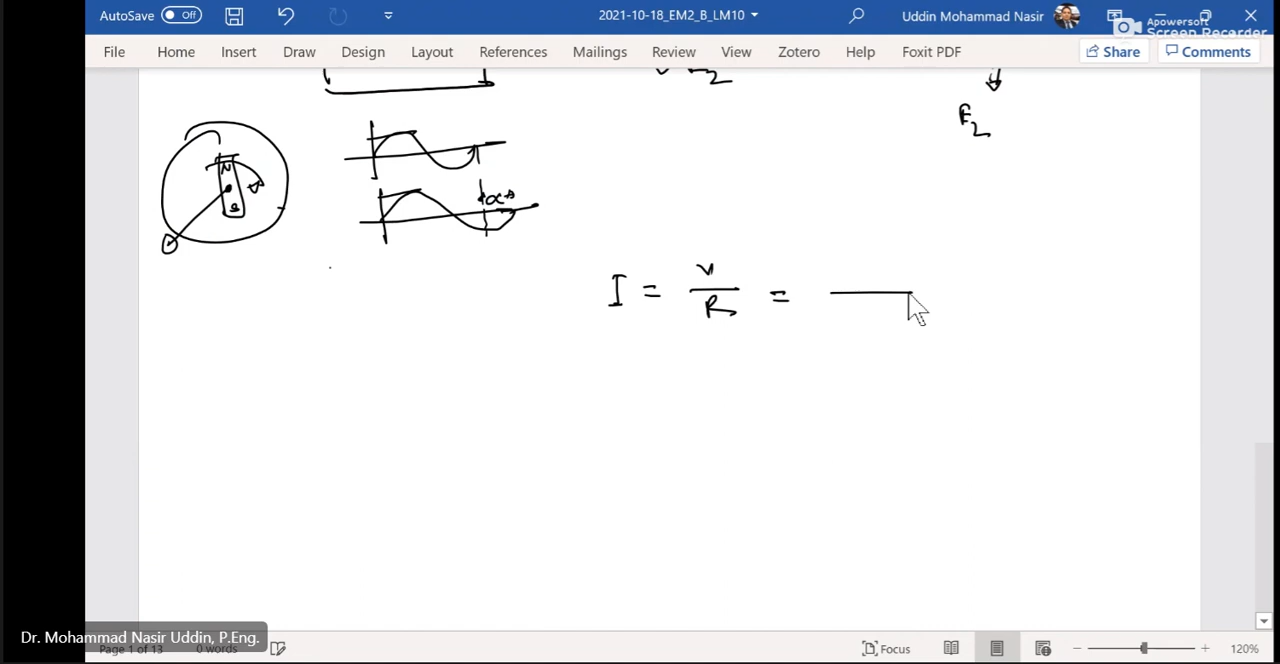 AutoSave Off 2021-10-18_EM2_B_LM10 Uddin Mohammad Nasir
Apowersoft
Screen Recorder
File Home Insert Draw Design Layout References Mailings Review View Zotero Help Foxit PDF Share Comments
F2
N
I = V/R =
Dr. Mohammad Nasir Uddin, P.Eng.
Page 1 of 13 0 words Focus 120%